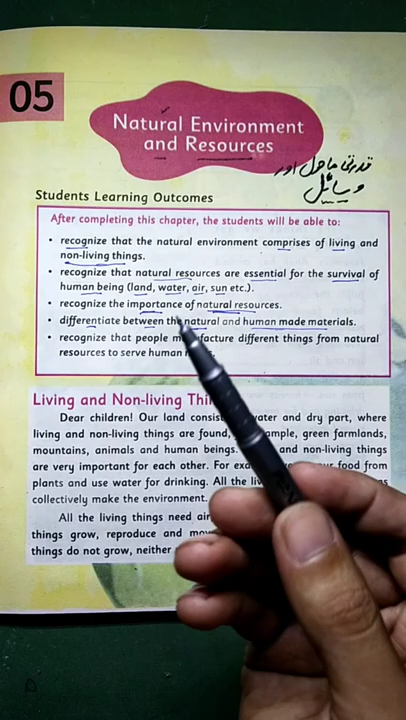 05
Natural Environment
and Resources
قدرتی ماحول اور
وسائل
Students Learning Outcomes
After completing this chapter, the students will be able to:
• recognize that the natural environment comprises of living and
non-living things.
• recognize that natural resources are essential for the survival of
human being (land, water, air, sun etc.).
• recognize the importance of natural resources.
• differentiate between the natural and human made materials.
• recognize that people different things from natural
resources to serve human
Living and Non-living
Dear children! Our land water and dry part, where
living and non-living things are found, green farmlands,
mountains, animals and human beings. and non-living things
are very important for each other. For food from
plants and use water for drinking. All the
collectively make the environment.
All the living things need air
things grow, reproduce and
things do not grow, neither